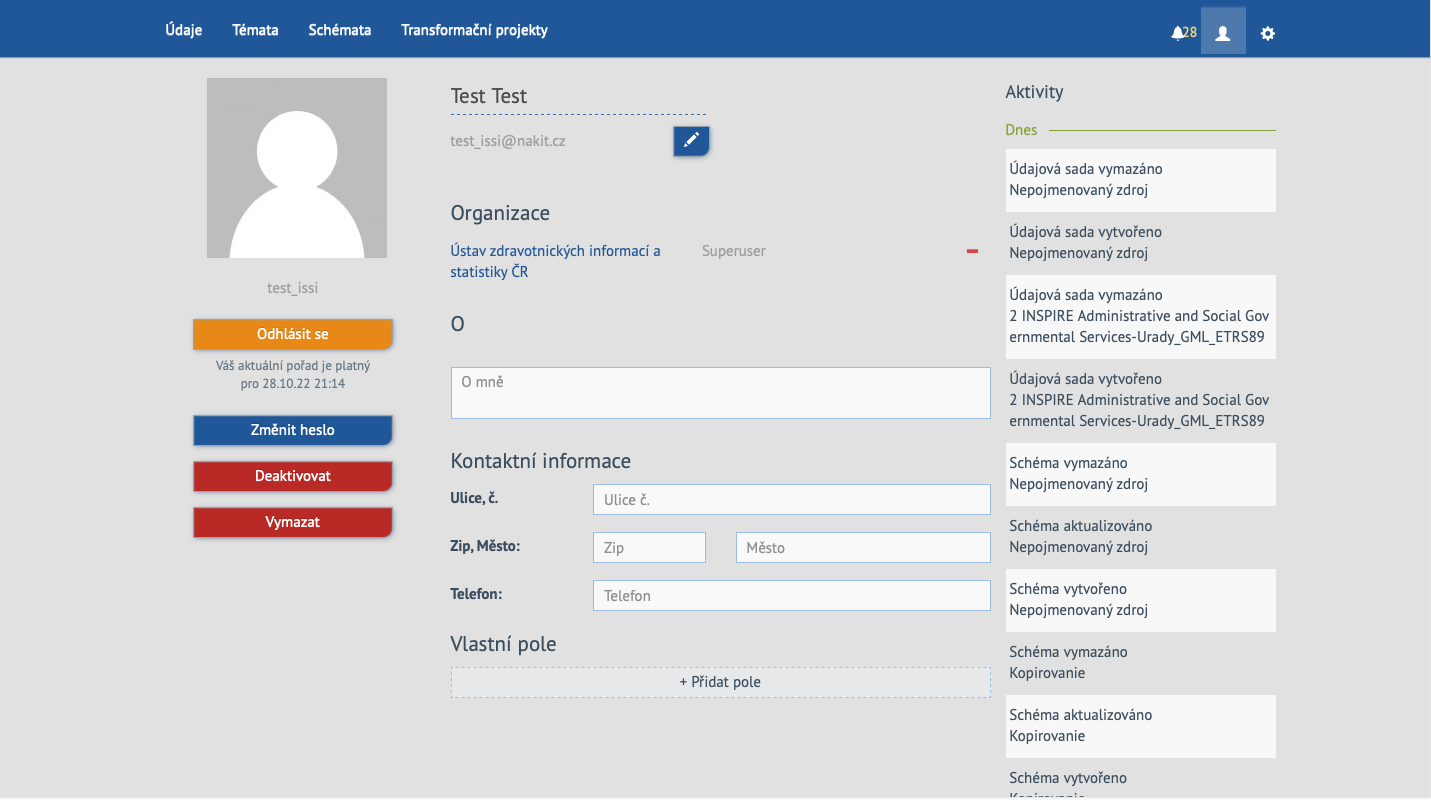 Údaje Témata Schémata Transformační projekty 28
test_issi
Odhlásit se
Váš aktuální pořad je platný
pro 28.10.22 21:14
Změnit heslo
Deaktivovat
Vymazat
Test Test
test_issi@nakit.cz
Organizace
Ústav zdravotnických informací a
statistiky ČR
Superuser
O
O mně
Kontaktní informace
Ulice, č.
Ulice č.
Zip, Město:
Zip
Město
Telefon:
Telefon
Vlastní pole
+ Přidat pole
Aktivity
Dnes
Údajová sada vymazáno
Nepojmenovaný zdroj
Údajová sada vytvořeno
Nepojmenovaný zdroj
Údajová sada vymazáno
2 INSPIRE Administrative and Social Gov
ernmental Services-Urady_GML_ETRS89
Údajová sada vytvořeno
2 INSPIRE Administrative and Social Gov
ernmental Services-Urady_GML_ETRS89
Schéma vymazáno
Nepojmenovaný zdroj
Schéma aktualizováno
Nepojmenovaný zdroj
Schéma vytvořeno
Nepojmenovaný zdroj
Schéma vymazáno
Kopirovanie
Schéma aktualizováno
Kopirovanie
Schéma vytvořeno